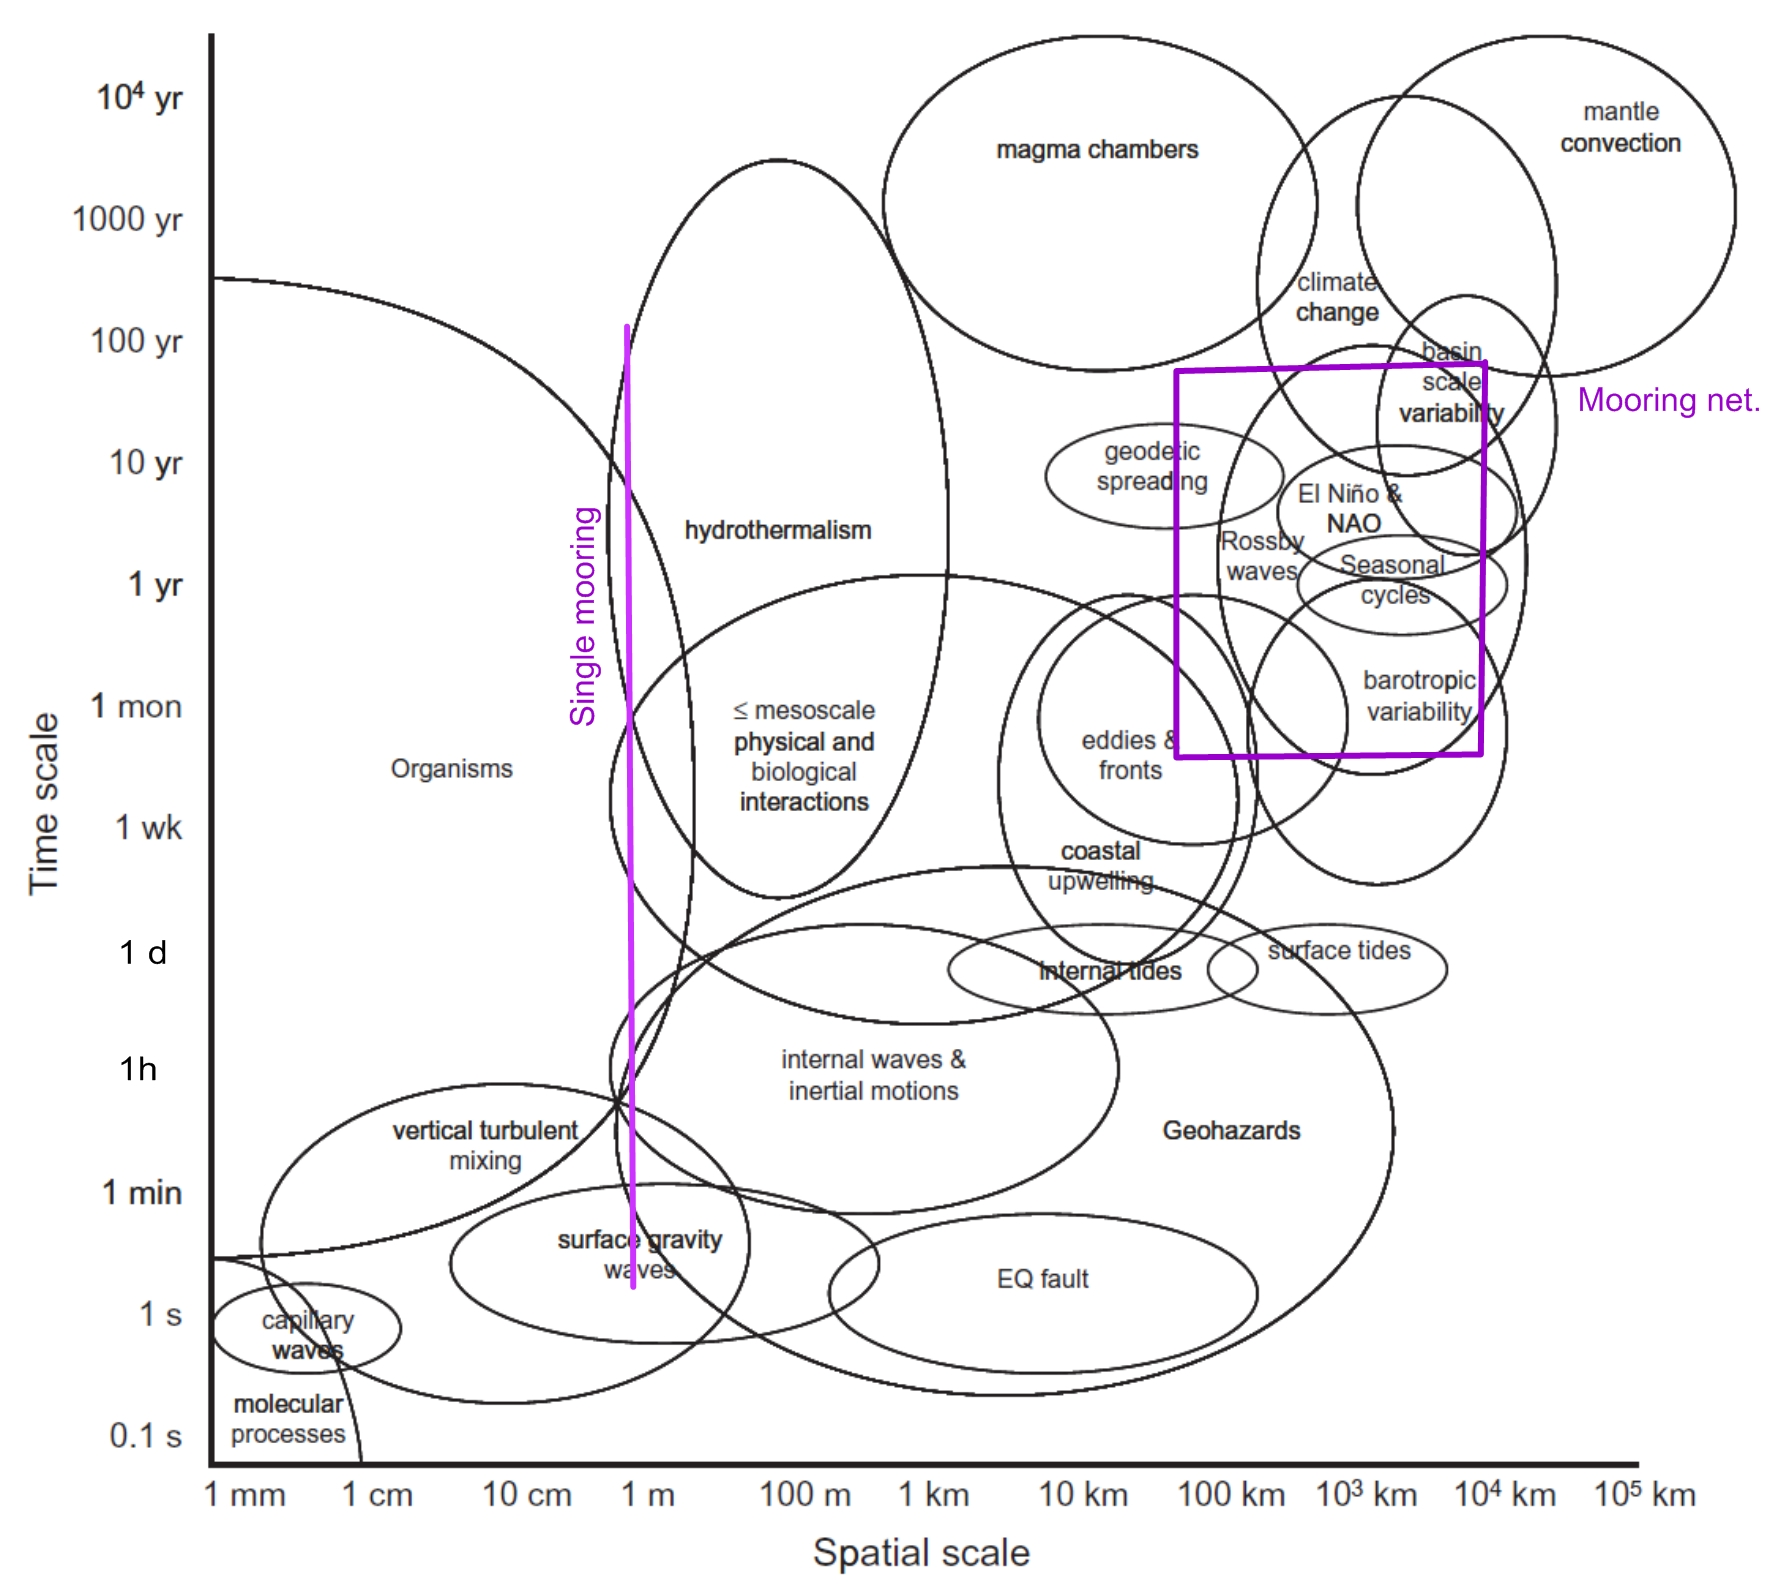 10⁴ yr
1000 yr
100 yr
10 yr
1 yr
1 mon
1 wk
1 d
1h
1 min
1 s
0.1 s
Time scale
magma chambers
mantle
convection
climate
change
basin
scale
variability
Mooring net.
geodetic
spreading
El Niño &
NAO
Rossby
waves
Seasonal
cycles
Single mooring
hydrothermalism
barotropic
variability
≤ mesoscale
physical and
biological
interactions
Organisms
eddies &
fronts
coastal
upwelling
surface tides
Internal tides
internal waves &
inertial motions
vertical turbulent
mixing
Geohazards
surface gravity
waves
EQ fault
capillary
waves
molecular
processes
1 mm 1 cm 10 cm 1 m 100 m 1 km 10 km 100 km 10³ km 10⁴ km 10⁵ km
Spatial scale